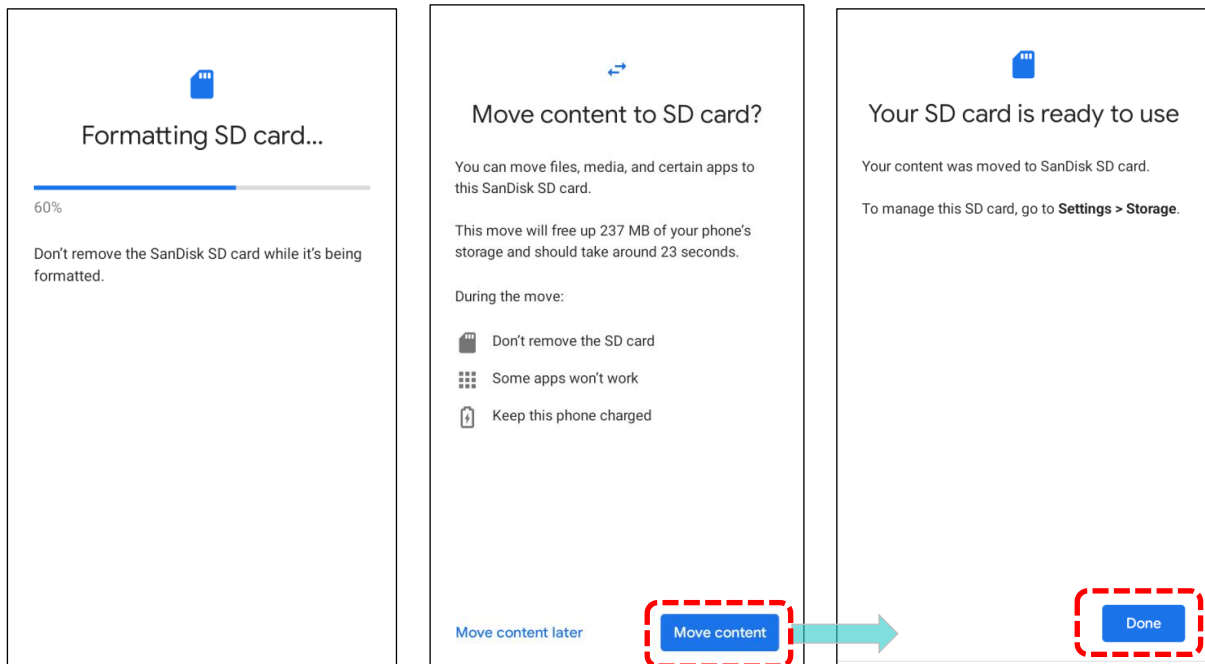 Formatting SD card...
60%
Don't remove the SanDisk SD card while it's being
formatted.
Move content to SD card?
You can move files, media, and certain apps to
this SanDisk SD card.
This move will free up 237 MB of your phone's
storage and should take around 23 seconds.
During the move:
Don't remove the SD card
Some apps won't work
Keep this phone charged
Move content later
Move content
Your SD card is ready to use
Your content was moved to SanDisk SD card.
To manage this SD card, go to Settings > Storage.
Done